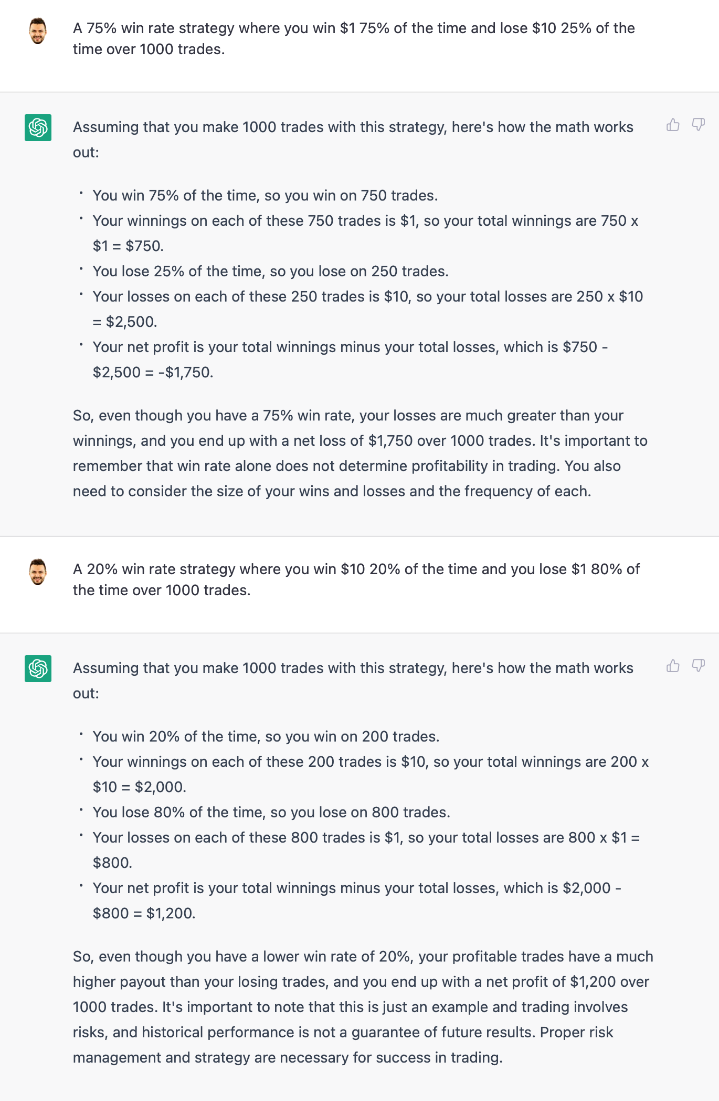 A 75% win rate strategy where you win $1 75% of the time and lose $10 25% of the
time over 1000 trades.
Assuming that you make 1000 trades with this strategy, here's how the math works
out:
· You win 75% of the time, so you win on 750 trades.
· Your winnings on each of these 750 trades is $1, so your total winnings are 750 x
$1 = $750.
· You lose 25% of the time, so you lose on 250 trades.
· Your losses on each of these 250 trades is $10, so your total losses are 250 x $10
= $2,500.
· Your net profit is your total winnings minus your total losses, which is $750 -
$2,500 = -$1,750.
So, even though you have a 75% win rate, your losses are much greater than your
winnings, and you end up with a net loss of $1,750 over 1000 trades. It's important to
remember that win rate alone does not determine profitability in trading. You also
need to consider the size of your wins and losses and the frequency of each.
A 20% win rate strategy where you win $10 20% of the time and you lose $1 80% of
the time over 1000 trades.
Assuming that you make 1000 trades with this strategy, here's how the math works
out:
· You win 20% of the time, so you win on 200 trades.
· Your winnings on each of these 200 trades is $10, so your total winnings are 200 x
$10 = $2,000.
· You lose 80% of the time, so you lose on 800 trades.
· Your losses on each of these 800 trades is $1, so your total losses are 800 x $1 =
$800.
· Your net profit is your total winnings minus your total losses, which is $2,000 -
$800 = $1,200.
So, even though you have a lower win rate of 20%, your profitable trades have a much
higher payout than your losing trades, and you end up with a net profit of $1,200 over
1000 trades. It's important to note that this is just an example and trading involves
risks, and historical performance is not a guarantee of future results. Proper risk
management and strategy are necessary for success in trading.